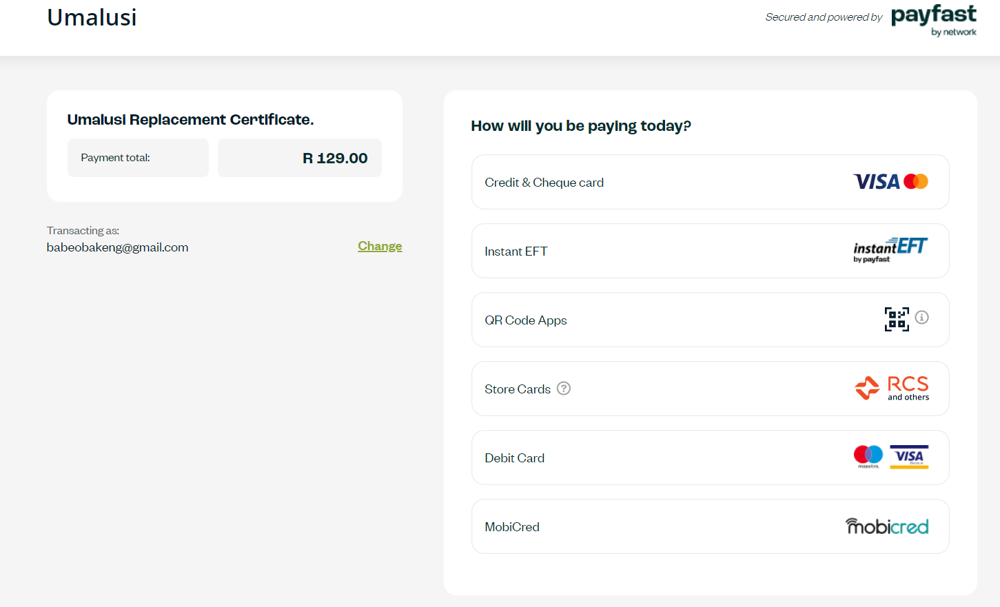 Umalusi
Secured and powered by payfast
by network
Umalusi Replacement Certificate.
Payment total: R 129.00
Transacting as:
babeobakeng@gmail.com Change
How will you be paying today?
Credit & Cheque card VISA
Instant EFT instantEFT
by payfast
QR Code Apps
Store Cards ? RCS
and others
Debit Card maestro. VISA
MobiCred mobicred